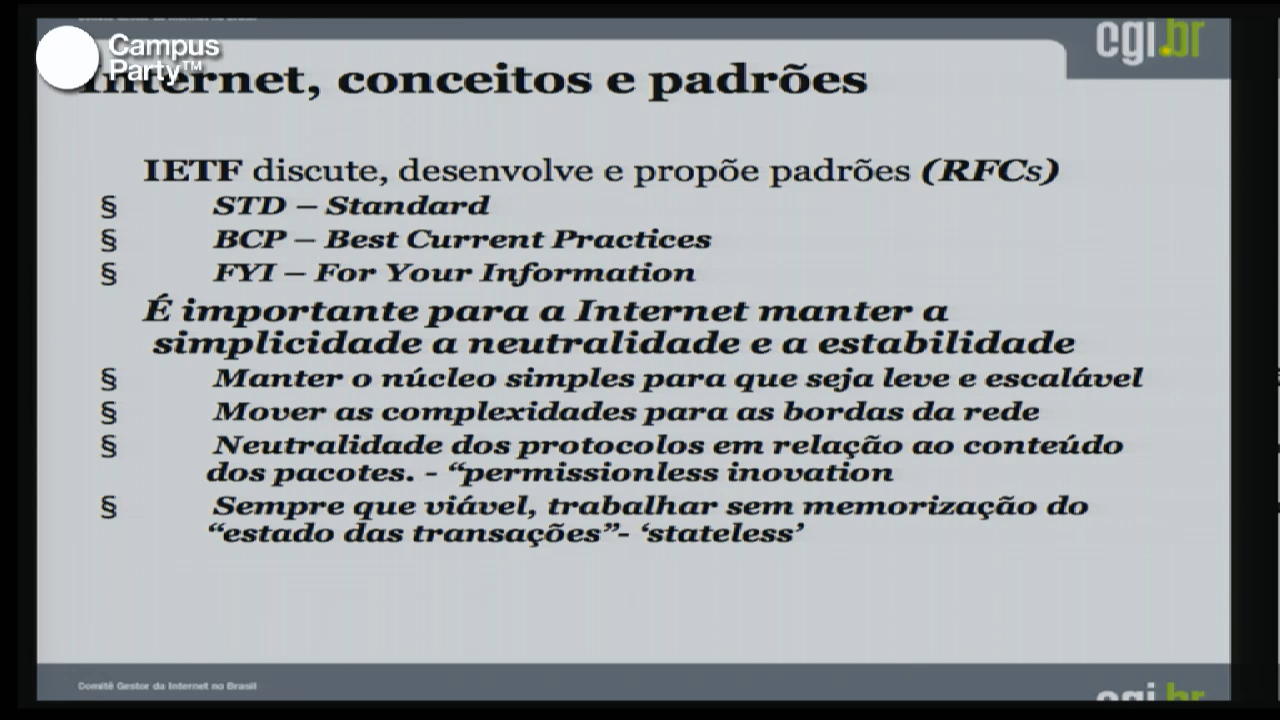 Campus
Party™
cgi.br
Internet, conceitos e padrões
IETF discute, desenvolve e propõe padrões (RFCs)
§ STD – Standard
§ BCP – Best Current Practices
§ FYI – For Your Information
É importante para a Internet manter a
simplicidade a neutralidade e a estabilidade
§ Manter o núcleo simples para que seja leve e escalável
§ Mover as complexidades para as bordas da rede
§ Neutralidade dos protocolos em relação ao conteúdo
dos pacotes. - “permissionless inovation
§ Sempre que viável, trabalhar sem memorização do
“estado das transações”- ‘stateless’
Comitê Gestor da Internet no Brasil
cgi.br